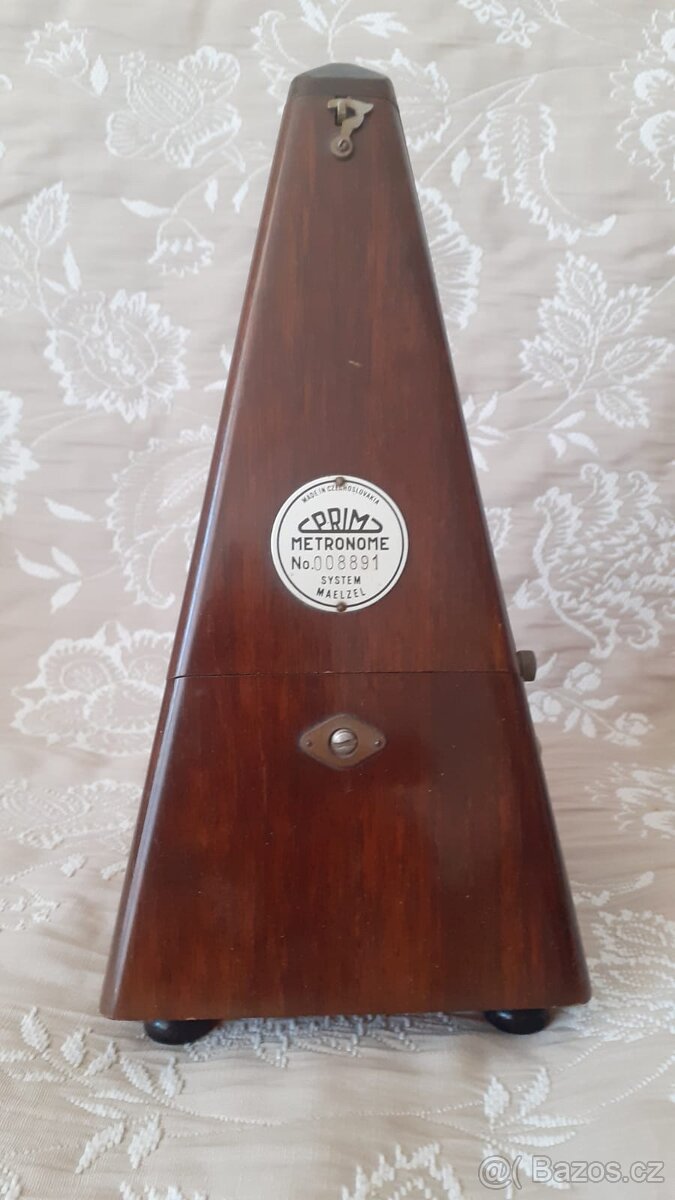 MADE IN CZECHOSLOVAKIA
PRIM
METRONOME
No.008891
SYSTEM
MAELZEL
@( Bazos.cz